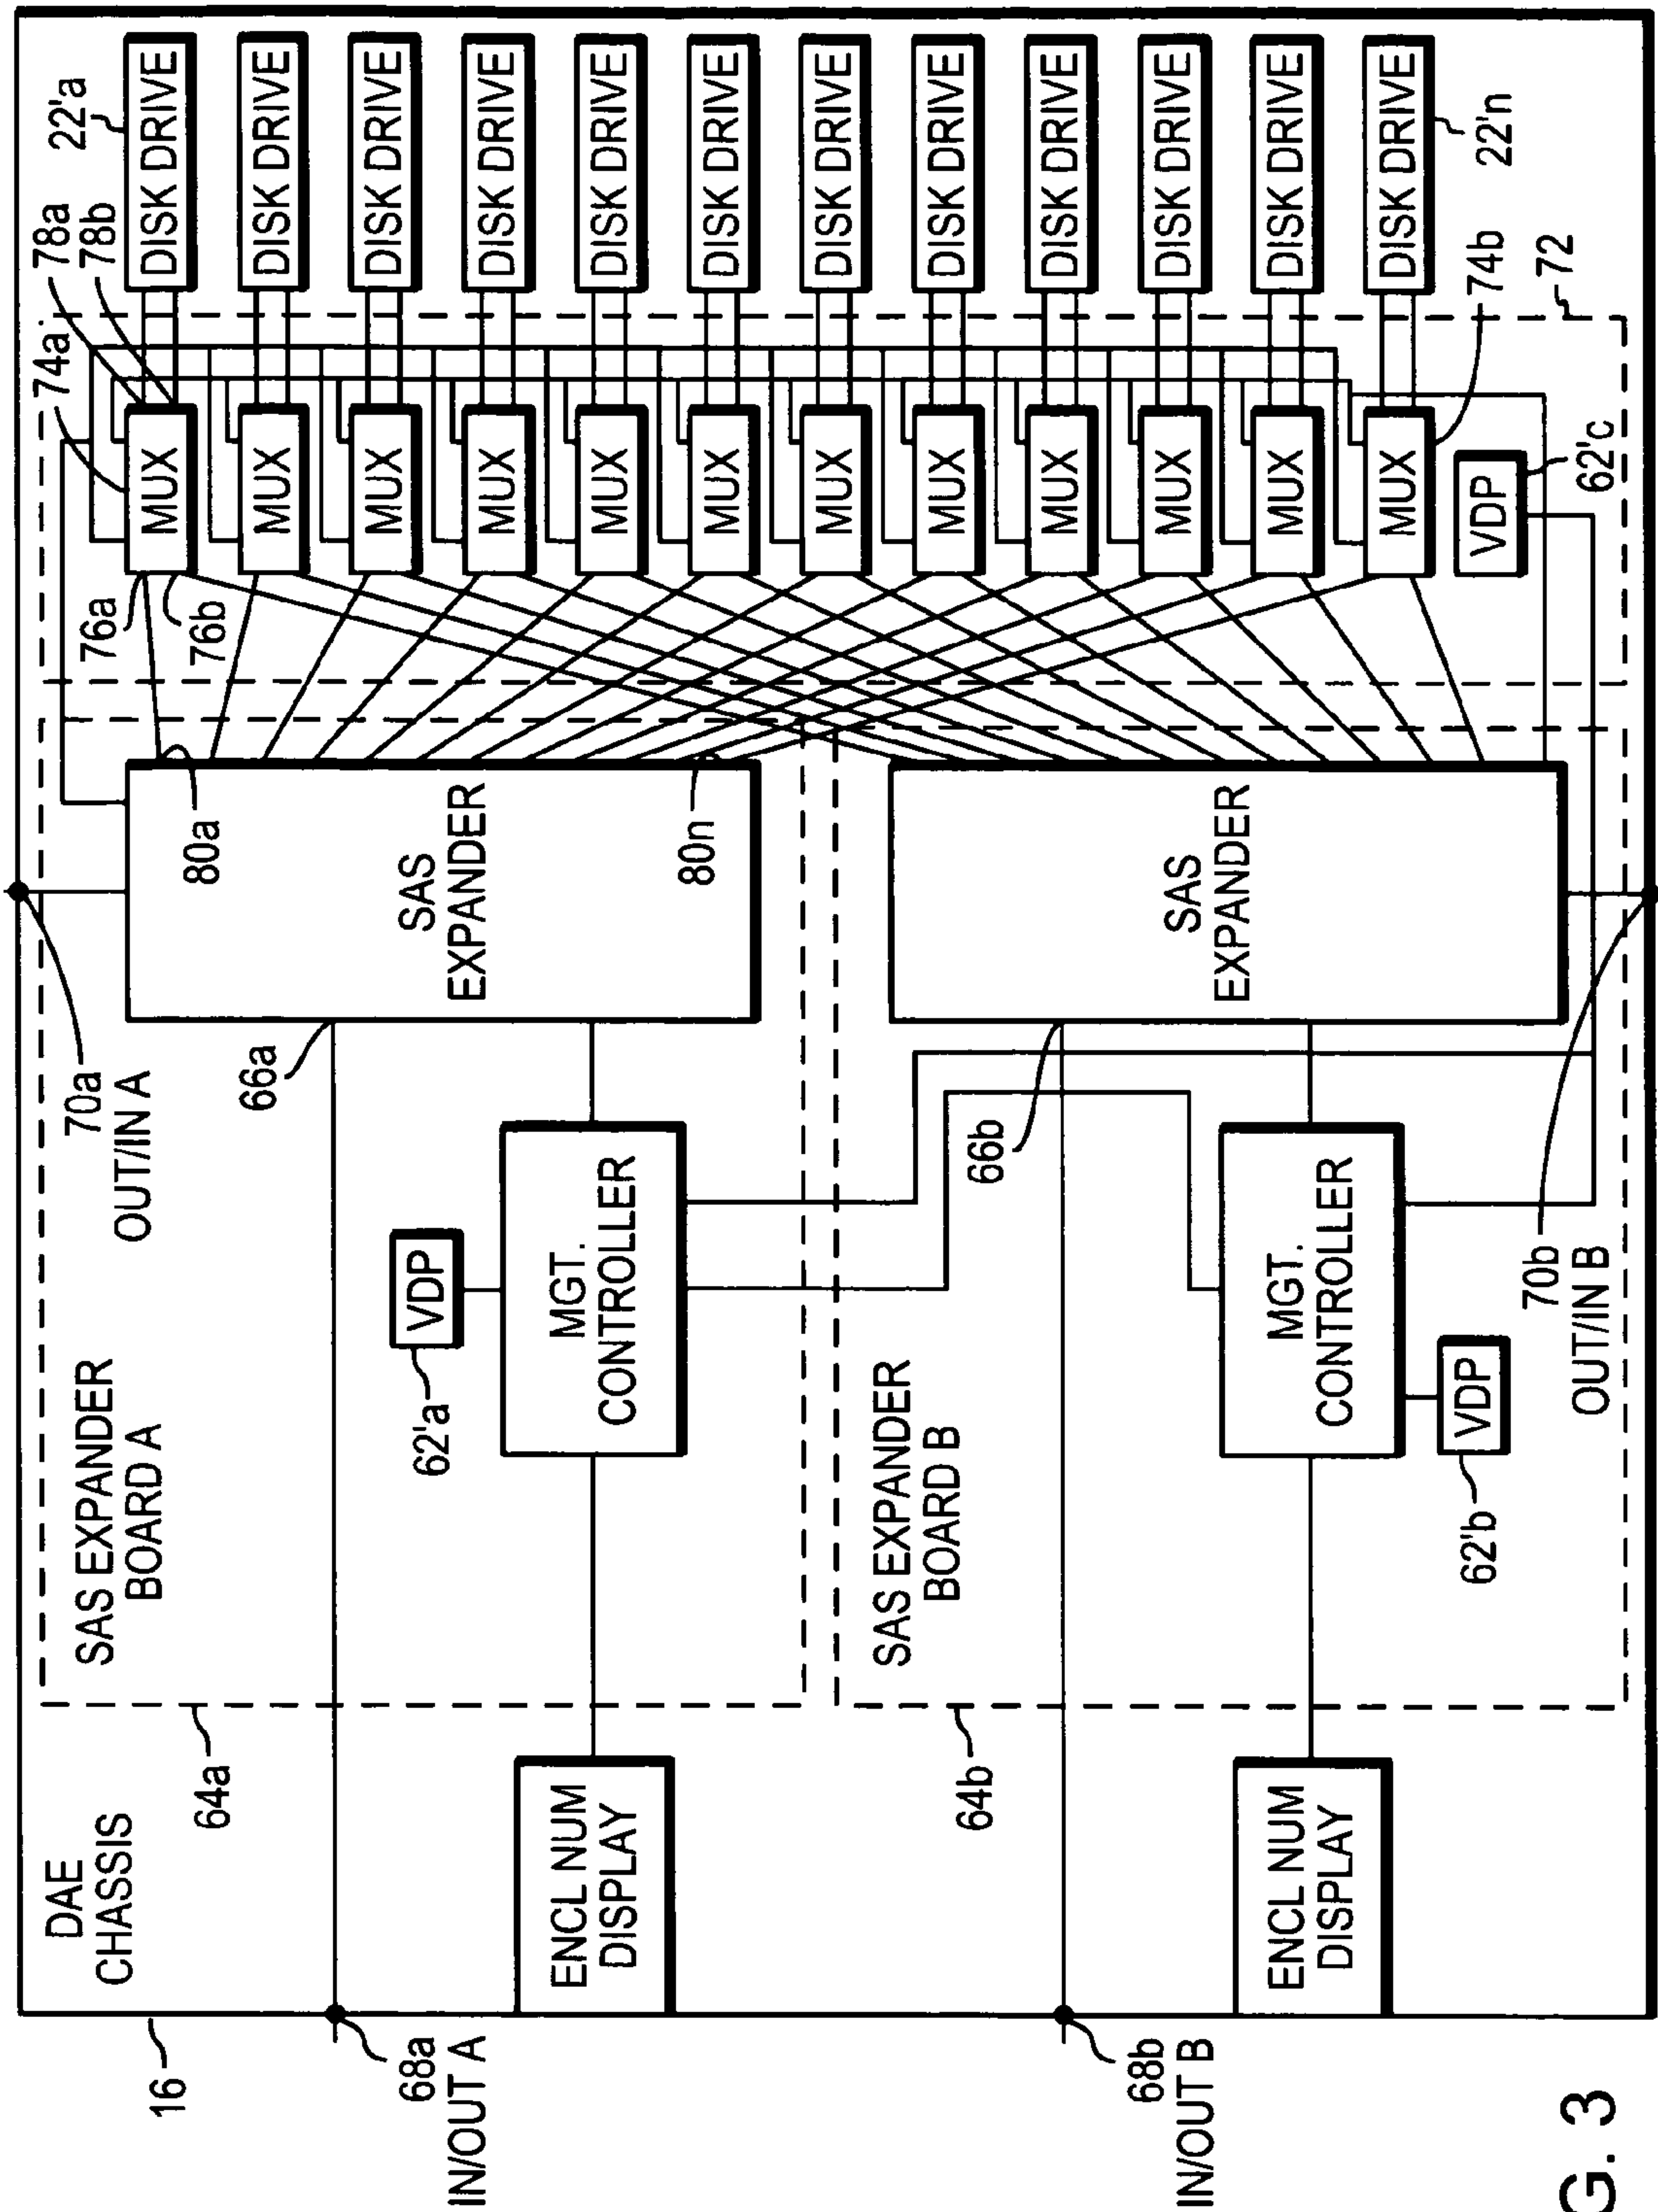 DAE
CHASSIS
16
68a
IN/OUT A
68b
IN/OUT B
64a
64b
ENCL NUM
DISPLAY
ENCL NUM
DISPLAY
SAS EXPANDER
BOARD A
SAS EXPANDER
BOARD B
62'a
VDP
MGT.
CONTROLLER
62'b
VDP
MGT.
CONTROLLER
70a
OUT/IN A
70b
OUT/IN B
66a
SAS
EXPANDER
66b
SAS
EXPANDER
80a
80n
76a
76b
74a
78a
78b
22'a
MUX
DISK DRIVE
MUX
DISK DRIVE
MUX
DISK DRIVE
MUX
DISK DRIVE
MUX
DISK DRIVE
MUX
DISK DRIVE
MUX
DISK DRIVE
MUX
DISK DRIVE
MUX
DISK DRIVE
MUX
DISK DRIVE
MUX
DISK DRIVE
MUX
DISK DRIVE
22'n
74b
VDP
62'c
72
G. 3